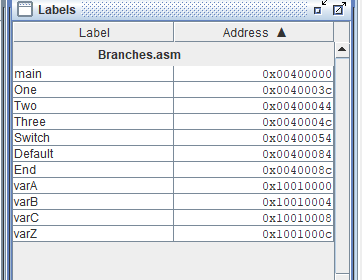 Labels
Label Address ▲
Branches.asm
main 0x00400000
One 0x0040003c
Two 0x00400044
Three 0x0040004c
Switch 0x00400054
Default 0x00400084
End 0x0040008c
varA 0x10010000
varB 0x10010004
varC 0x10010008
varZ 0x1001000c